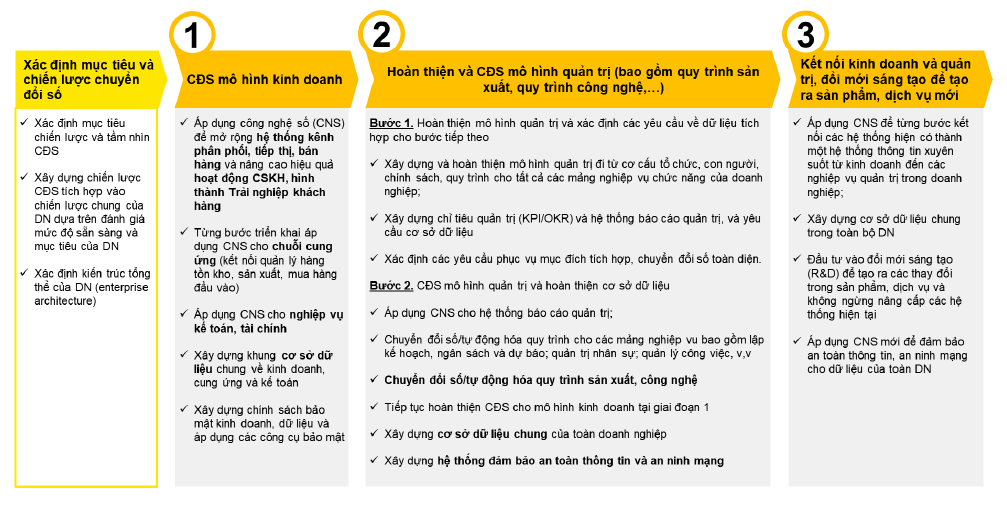 Xác định mục tiêu và
chiến lược chuyển
đổi số
✓ Xác định mục tiêu
chiến lược và tầm nhìn
CĐS
✓ Xây dựng chiến lược
CĐS tích hợp vào
chiến lược chung của
DN dựa trên đánh giá
mức độ sẵn sàng và
mục tiêu của DN
✓ Xác định kiến trúc tổng
thể của DN (enterprise
architecture)
1
CĐS mô hình kinh doanh
✓ Áp dụng công nghệ số (CNS)
để mở rộng hệ thống kênh
phân phối, tiếp thị, bán
hàng và nâng cao hiệu quả
hoạt động CSKH, hình
thành Trải nghiệp khách
hàng
✓ Từng bước triển khai áp
dụng CNS cho chuỗi cung
ứng (kết nối quản lý hàng
tồn kho, sản xuất, mua hàng
đầu vào)
✓ Áp dụng CNS cho nghiệp vụ
kế toán, tài chính
✓ Xây dựng khung cơ sở dữ
liệu chung về kinh doanh,
cung ứng và kế toán
✓ Xây dựng chính sách bảo
mật kinh doanh, dữ liệu và
áp dụng các công cụ bảo mật
2
Hoàn thiện và CĐS mô hình quản trị (bao gồm quy trình sản
xuất, quy trình công nghệ,...)
Bước 1. Hoàn thiện mô hình quản trị và xác định các yêu cầu về dữ liệu tích
hợp cho bước tiếp theo
✓ Xây dựng và hoàn thiện mô hình quản trị đi từ cơ cấu tổ chức, con người,
chính sách, quy trình cho tất cả các mảng nghiệp vụ chức năng của doanh
nghiệp;
✓ Xây dựng chỉ tiêu quản trị (KPI/OKR) và hệ thống báo cáo quản trị, và yêu
cầu cơ sở dữ liệu
✓ Xác định các yêu cầu phục vụ mục đích tích hợp, chuyển đổi số toàn diện.
Bước 2. CĐS mô hình quản trị và hoàn thiện cơ sở dữ liệu
✓ Áp dụng CNS cho hệ thống báo cáo quản trị;
✓ Chuyển đổi số/tự động hóa quy trình cho các mảng nghiệp vu bao gồm lập
kế hoạch, ngân sách và dự báo; quản trị nhân sự; quản lý công việc, v,v
✓ Chuyển đổi số/tự động hóa quy trình sản xuất, công nghệ
✓ Tiếp tục hoàn thiện CĐS cho mô hình kinh doanh tại giai đoạn 1
✓ Xây dựng cơ sở dữ liệu chung của toàn doanh nghiệp
✓ Xây dựng hệ thống đảm bảo an toàn thông tin và an ninh mạng
3
Kết nối kinh doanh và quản
trị, đổi mới sáng tạo để tạo
ra sản phẩm, dịch vụ mới
✓ Áp dụng CNS để từng bước kết
nối các hệ thống hiện có thành
một hệ thống thông tin xuyên
suốt từ kinh doanh đến các
nghiệp vụ quản trị trong doanh
nghiệp;
✓ Xây dựng cơ sở dữ liệu chung
trong toàn bộ DN
✓ Đầu tư vào đổi mới sáng tạo
(R&D) để tạo ra các thay đổi
trong sản phẩm, dịch vụ và
không ngừng nâng cấp các hệ
thống hiện tại
✓ Áp dụng CNS mới để đảm bảo
an toàn thông tin, an ninh mạng
cho dữ liệu của toàn DN